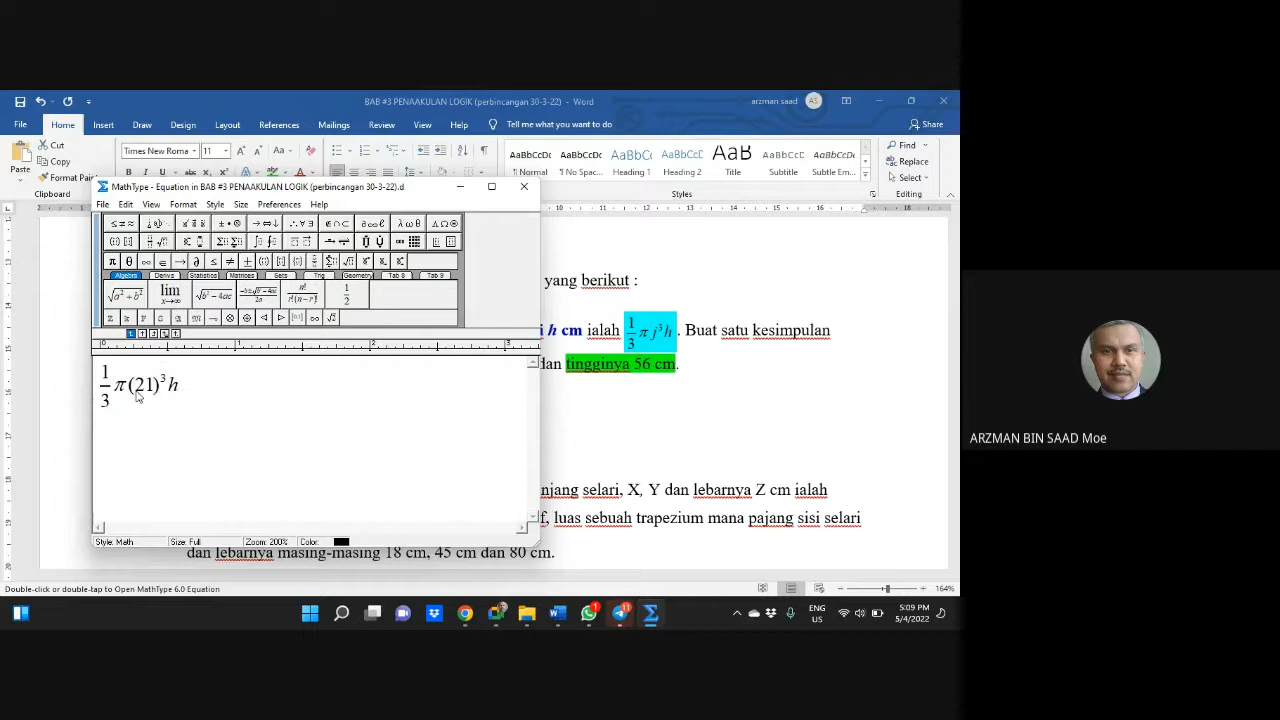 BAB #3 PENAAKULAN LOGIK (perbincangan 30-3-22) - Word
arzman saad AS
File Home Insert Draw Design Layout References Mailings Review View Help Tell me what you want to do Share
Paste Cut
Copy
Format Pain
Clipboard
Times New Roma 11
AaBbCcDc AaBbCcDc AaBbCc AaBbCcD AaB AaBbCcD AaBbCcDc
¶ Normal ¶ No Spac... Heading 1 Heading 2 Title Subtitle Subtle Em...
Styles
Find
Replace
Select
Editing
MathType - Equation in BAB #3 PENAAKULAN LOGIK (perbincangan 30-3-22).d
File Edit View Format Style Size Preferences Help
Algebra Derivs Statistics Matrices Sets Trig Geometry Tab 8 Tab 9
1/3 π(21)³h
Style: Math Size: Full Zoom: 200% Color:
yang berikut :
i h cm ialah 1/3 π j³h . Buat satu kesimpulan
dan tingginya 56 cm.
njang selari, X, Y dan lebarnya Z cm ialah
f, luas sebuah trapezium mana pajang sisi selari
dan lebarnya masing-masing 18 cm, 45 cm dan 80 cm.
Double-click or double-tap to Open MathType 6.0 Equation
164%
ENG
US
5:09 PM
5/4/2022
ARZMAN BIN SAAD Moe